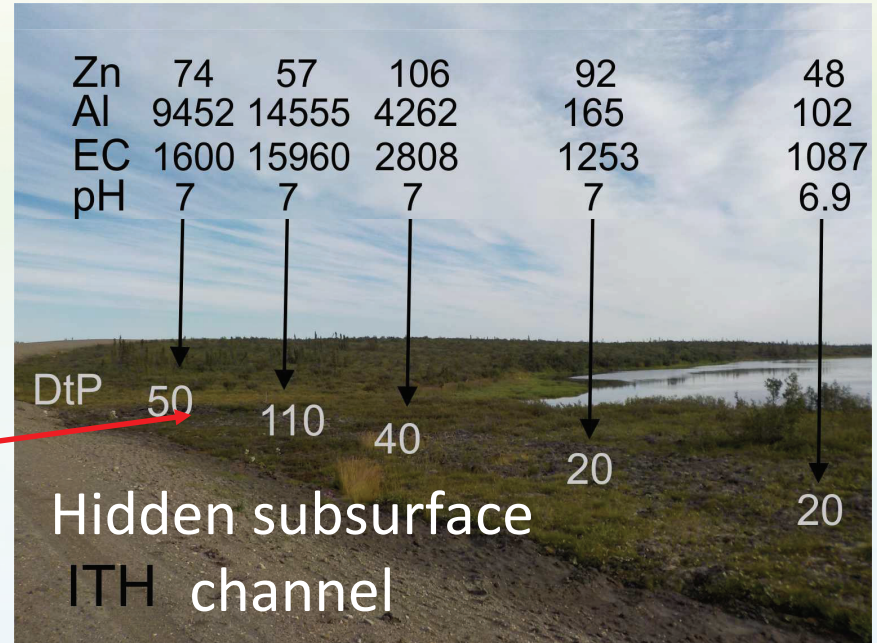 Zn 74 57 106 92 48
Al 9452 14555 4262 165 102
EC 1600 15960 2808 1253 1087
pH 7 7 7 7 6.9
DtP 50 110 40 20 20
Hidden subsurface
ITH channel